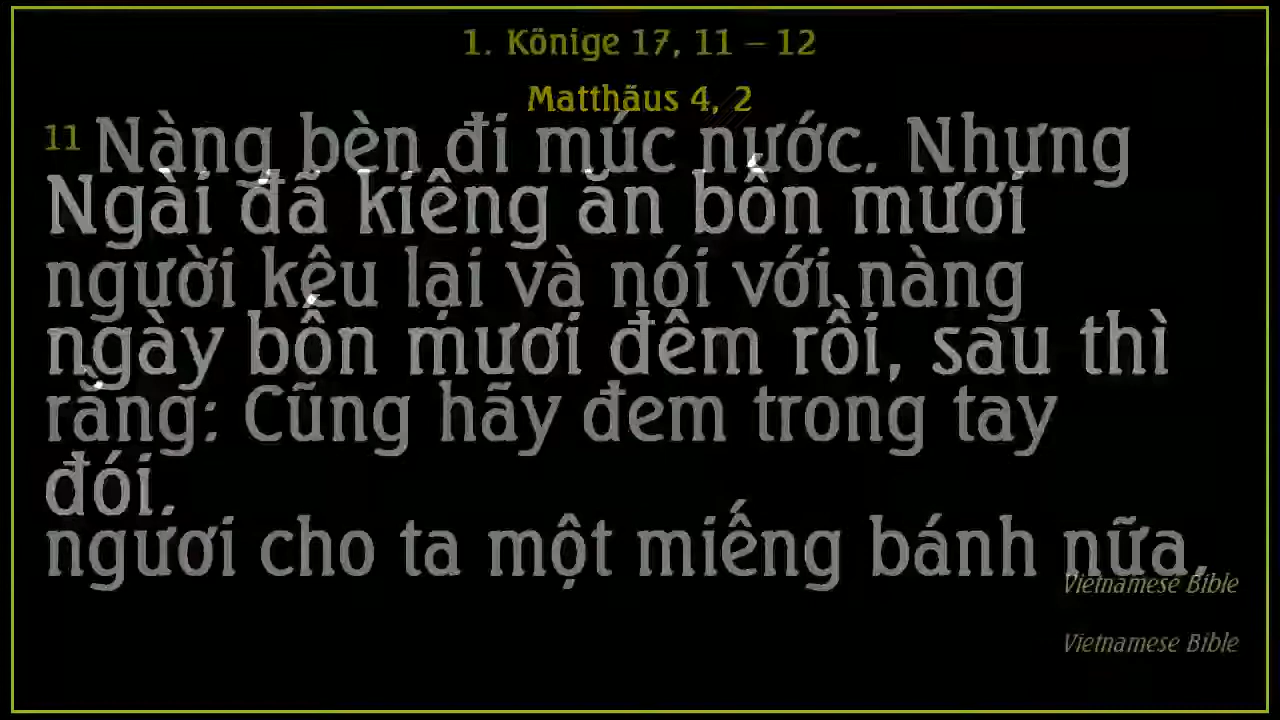 1. Könige 17, 11 – 12
Matthäus 4, 2
11 Nàng bèn đi múc nước. Nhưng
Ngài đã kiêng ăn bốn mươi
người kêu lại và nói với nàng
ngày bốn mươi đêm rồi, sau thì
rằng: Cũng hãy đem trong tay
đói.
ngươi cho ta một miếng bánh nữa.
Vietnamese Bible
Vietnamese Bible